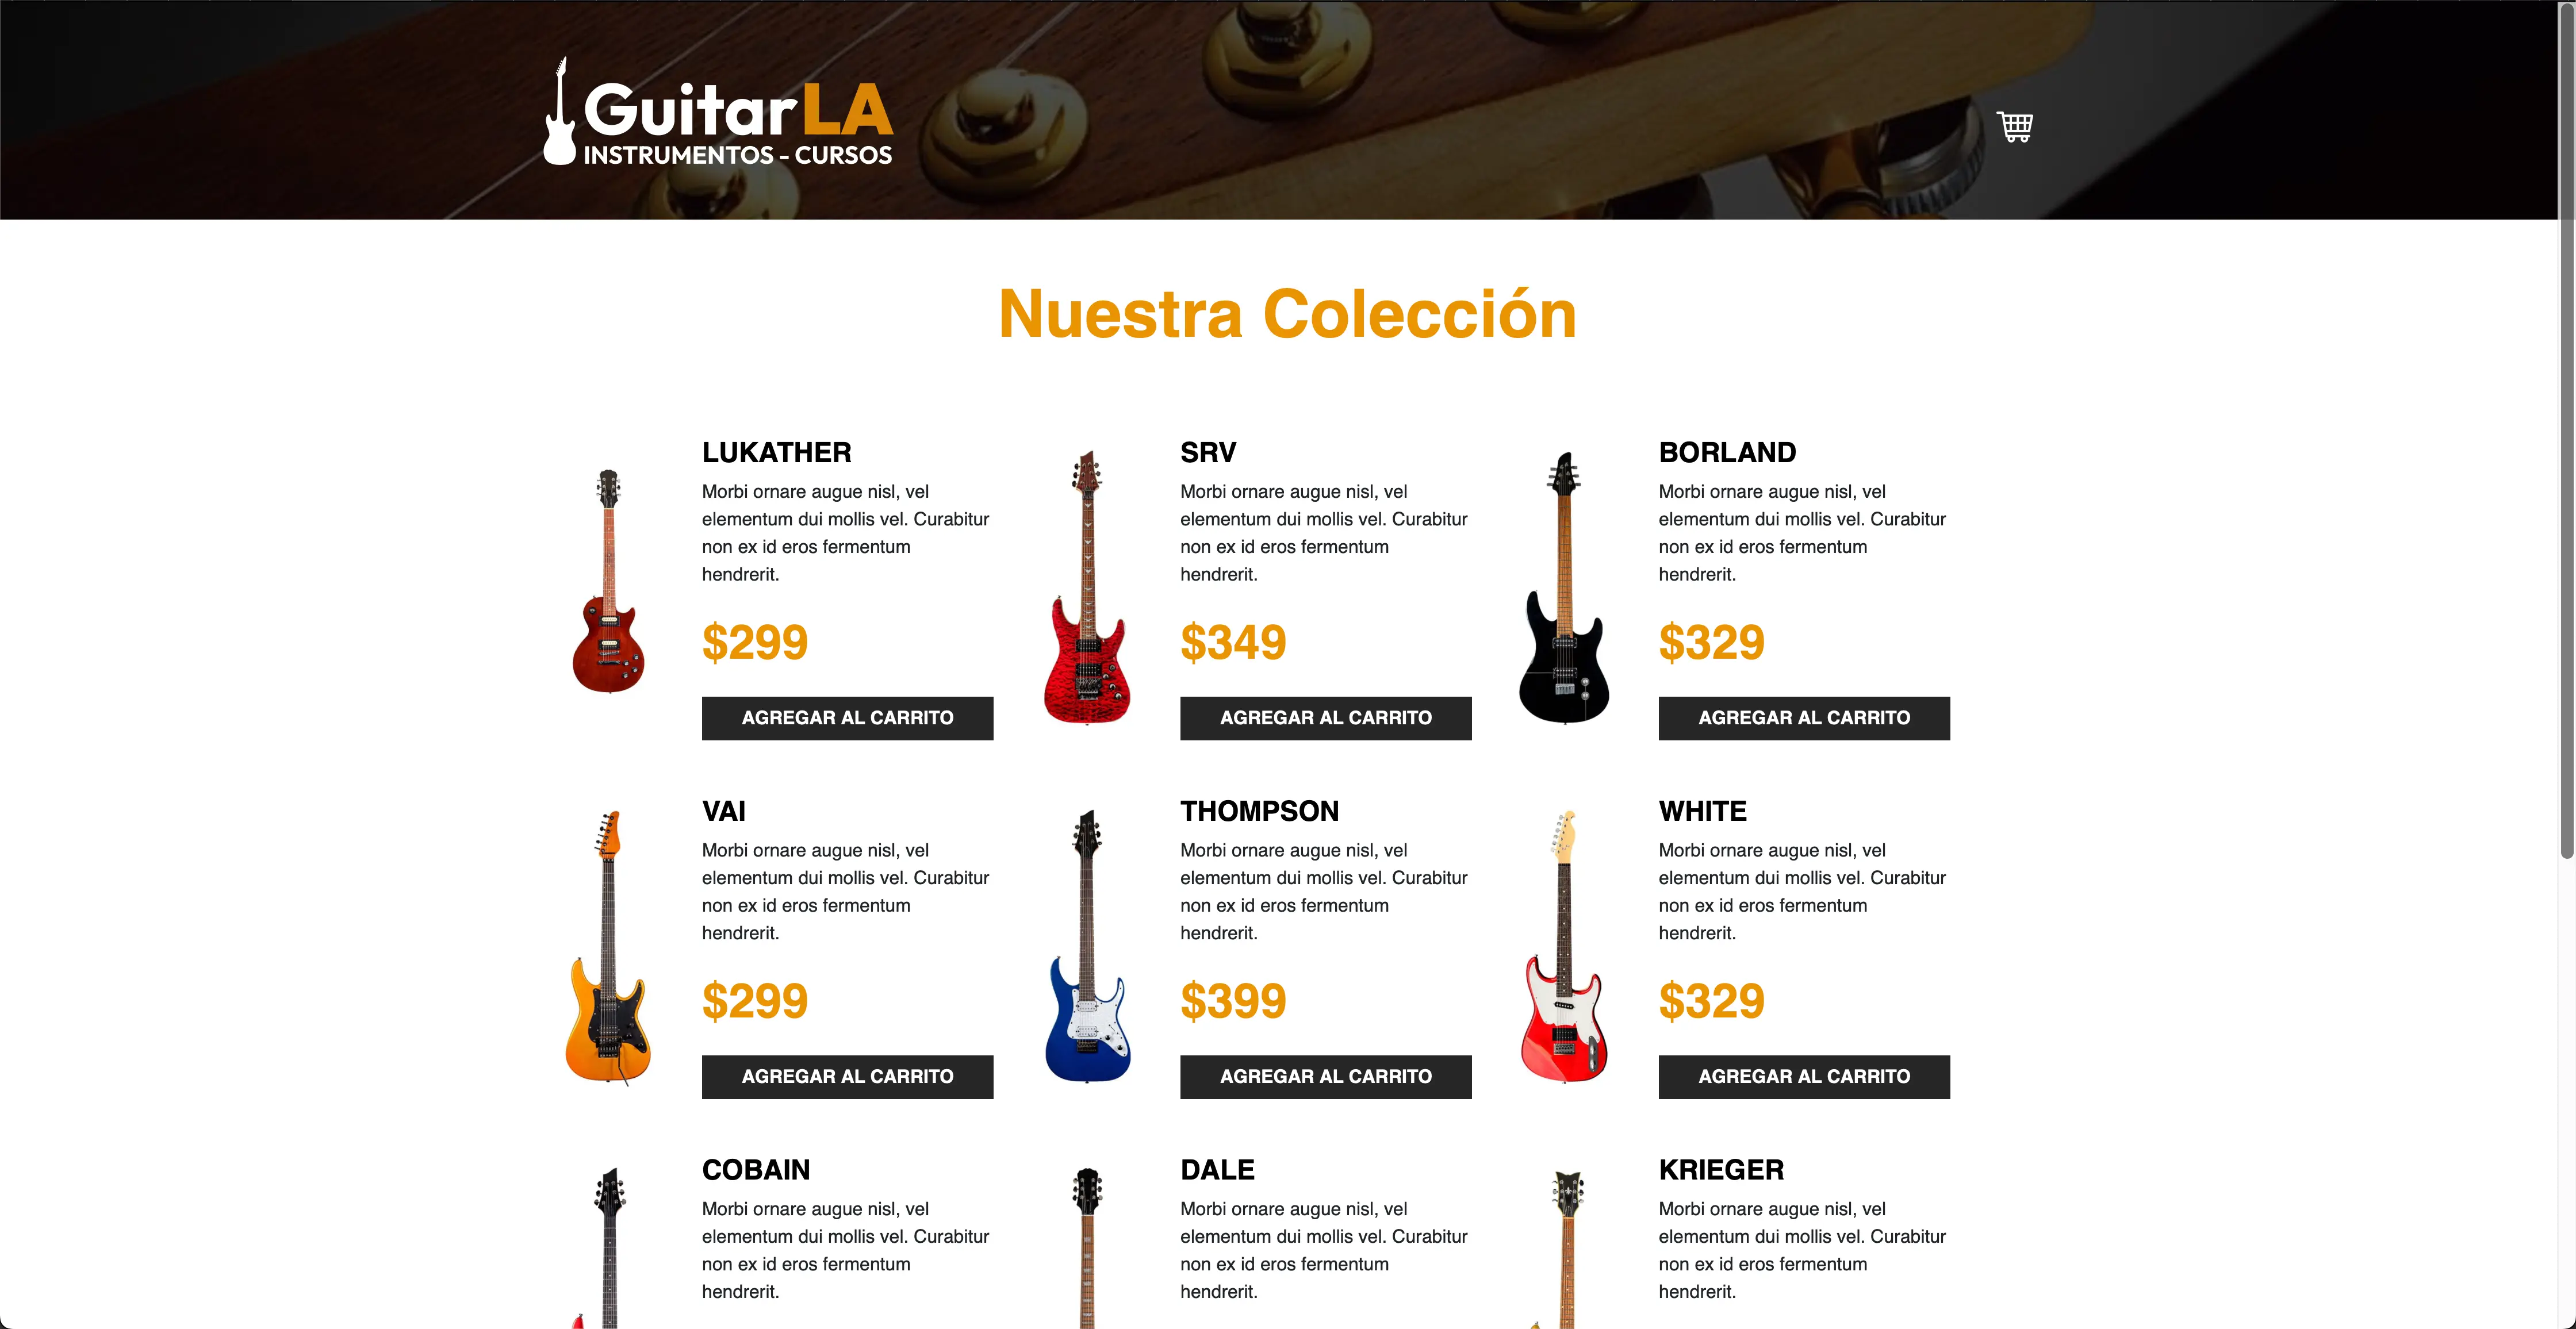 GuitarLA
INSTRUMENTOS - CURSOS
Nuestra Colección
LUKATHER
Morbi ornare augue nisl, vel
elementum dui mollis vel. Curabitur
non ex id eros fermentum
hendrerit.
$299
AGREGAR AL CARRITO
SRV
Morbi ornare augue nisl, vel
elementum dui mollis vel. Curabitur
non ex id eros fermentum
hendrerit.
$349
AGREGAR AL CARRITO
BORLAND
Morbi ornare augue nisl, vel
elementum dui mollis vel. Curabitur
non ex id eros fermentum
hendrerit.
$329
AGREGAR AL CARRITO
VAI
Morbi ornare augue nisl, vel
elementum dui mollis vel. Curabitur
non ex id eros fermentum
hendrerit.
$299
AGREGAR AL CARRITO
THOMPSON
Morbi ornare augue nisl, vel
elementum dui mollis vel. Curabitur
non ex id eros fermentum
hendrerit.
$399
AGREGAR AL CARRITO
WHITE
Morbi ornare augue nisl, vel
elementum dui mollis vel. Curabitur
non ex id eros fermentum
hendrerit.
$329
AGREGAR AL CARRITO
COBAIN
Morbi ornare augue nisl, vel
elementum dui mollis vel. Curabitur
non ex id eros fermentum
hendrerit.
DALE
Morbi ornare augue nisl, vel
elementum dui mollis vel. Curabitur
non ex id eros fermentum
hendrerit.
KRIEGER
Morbi ornare augue nisl, vel
elementum dui mollis vel. Curabitur
non ex id eros fermentum
hendrerit.